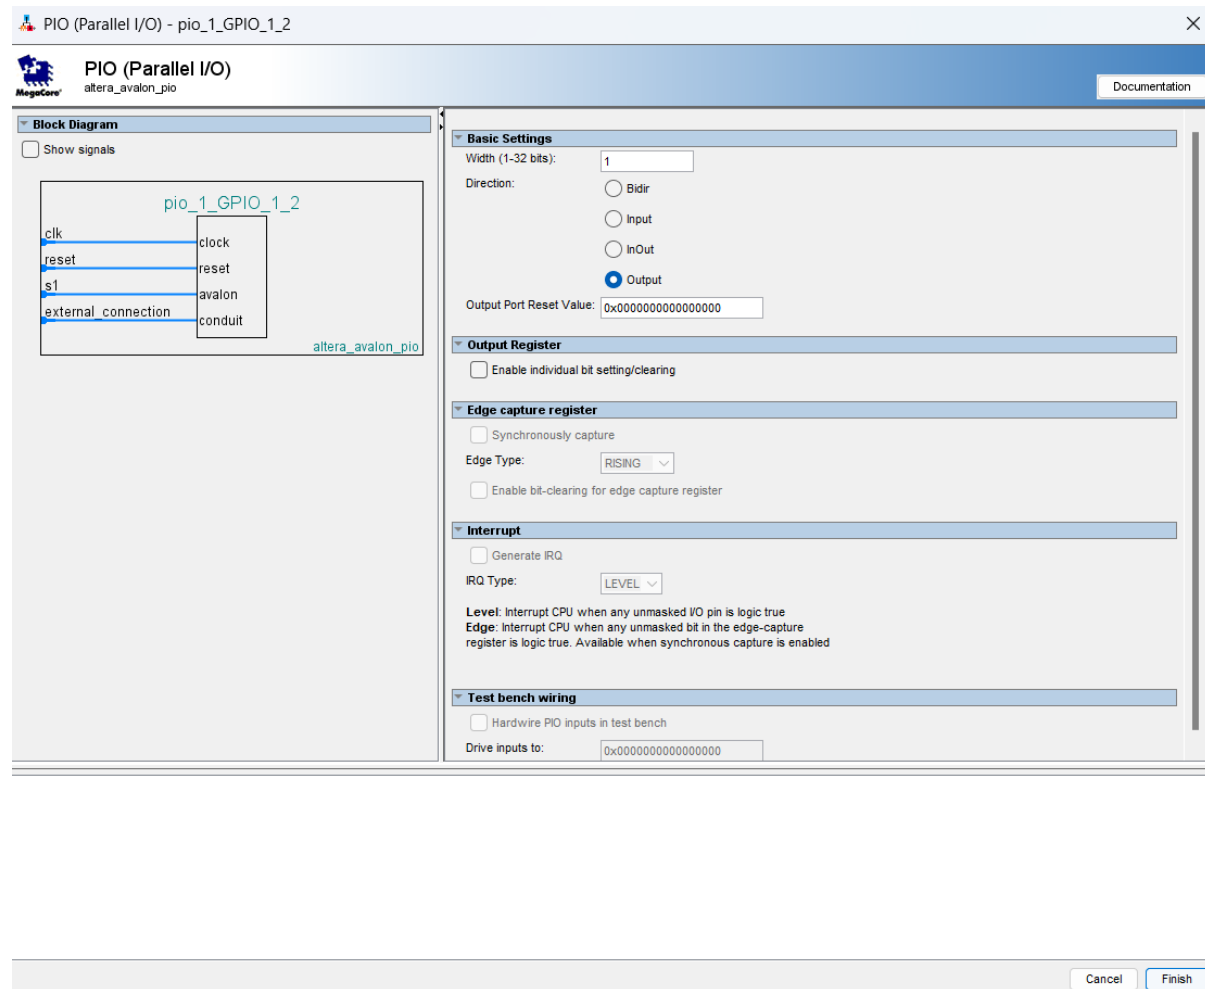 PIO (Parallel I/O) - pio_1_GPIO_1_2
MegaCore'
PIO (Parallel I/O)
altera_avalon_pio
Documentation
Block Diagram
Show signals
pio_1_GPIO_1_2
clk
clock
reset
reset
s1
avalon
external_connection
conduit
altera_avalon_pio
Basic Settings
Width (1-32 bits): 1
Direction: Bidir
Input
InOut
Output
Output Port Reset Value: 0x0000000000000000
Output Register
Enable individual bit setting/clearing
Edge capture register
Synchronously capture
Edge Type: RISING
Enable bit-clearing for edge capture register
Interrupt
Generate IRQ
IRQ Type: LEVEL
Level: Interrupt CPU when any unmasked I/O pin is logic true
Edge: Interrupt CPU when any unmasked bit in the edge-capture
register is logic true. Available when synchronous capture is enabled
Test bench wiring
Hardwire PIO inputs in test bench
Drive inputs to: 0x0000000000000000
Cancel
Finish